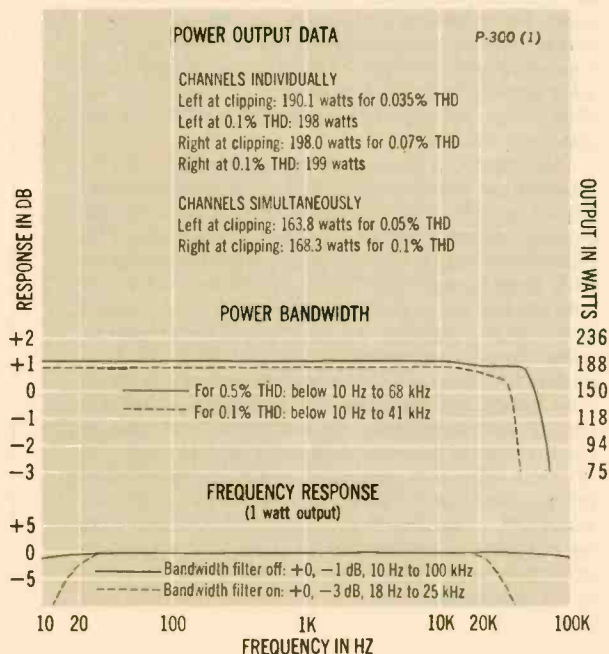 POWER OUTPUT DATA
P-300 (1)
CHANNELS INDIVIDUALLY
Left at clipping: 190.1 watts for 0.035% THD
Left at 0.1% THD: 198 watts
Right at clipping: 198.0 watts for 0.07% THD
Right at 0.1% THD: 199 watts
CHANNELS SIMULTANEOUSLY
Left at clipping: 163.8 watts for 0.05% THD
Right at clipping: 168.3 watts for 0.1% THD
RESPONSE IN DB
OUTPUT IN WATTS
POWER BANDWIDTH
+2 236
+1 188
0 150
−1 118
−2 94
−3 75
For 0.5% THD: below 10 Hz to 68 kHz
For 0.1% THD: below 10 Hz to 41 kHz
FREQUENCY RESPONSE
(1 watt output)
+5
0
−5
Bandwidth filter off: +0, −1 dB, 10 Hz to 100 kHz
Bandwidth filter on: +0, −3 dB, 18 Hz to 25 kHz
10 20 100 1K 10K 20K 100K
FREQUENCY IN HZ